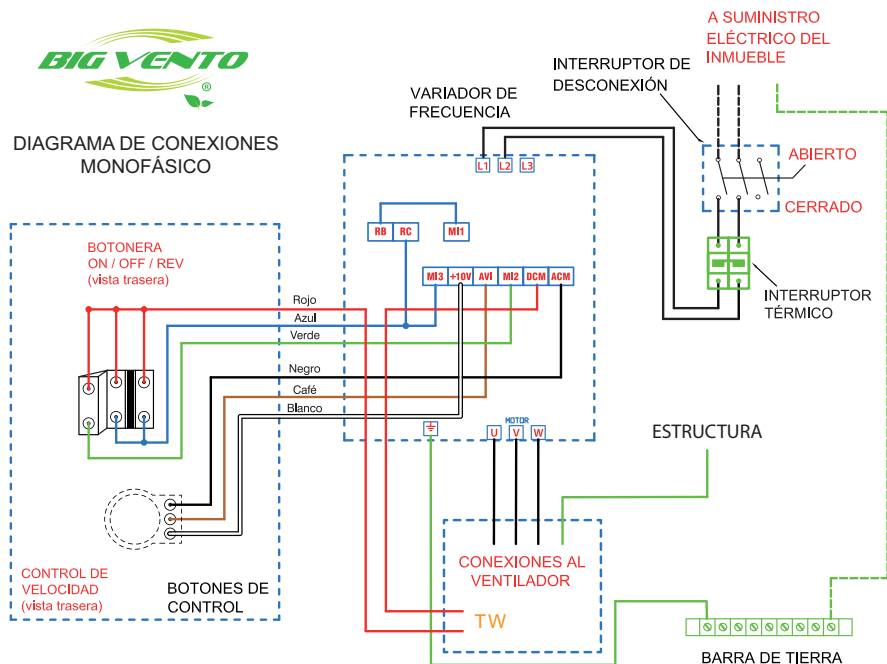 BIG VENTO
®
DIAGRAMA DE CONEXIONES
MONOFÁSICO
A SUMINISTRO
ELÉCTRICO DEL
INMUEBLE
INTERRUPTOR DE
DESCONEXIÓN
VARIADOR DE
FRECUENCIA
L1 L2 L3
ABIERTO
CERRADO
INTERRUPTOR
TÉRMICO
RB RC MI1
MI3 +10V AVI MI2 DCM ACM
BOTONERA
ON / OFF / REV
(vista trasera)
Rojo
Azul
Verde
Negro
Café
Blanco
MOTOR
U V W
ESTRUCTURA
CONEXIONES AL
VENTILADOR
TW
CONTROL DE
VELOCIDAD
(vista trasera)
BOTONES DE
CONTROL
BARRA DE TIERRA